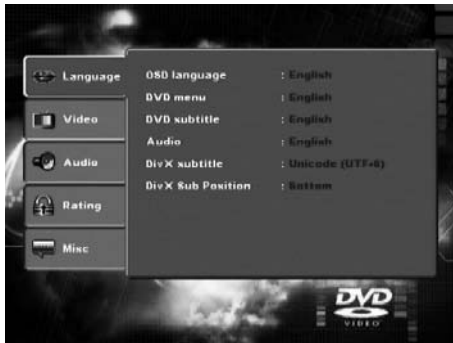 Language
Video
Audio
Rating
Misc
OSD language : English
DVD menu : English
DVD subtitle : English
Audio : English
DivX subtitle : Unicode (UTF-8)
DivX Sub Position : Bottom
DVD
VIDEO